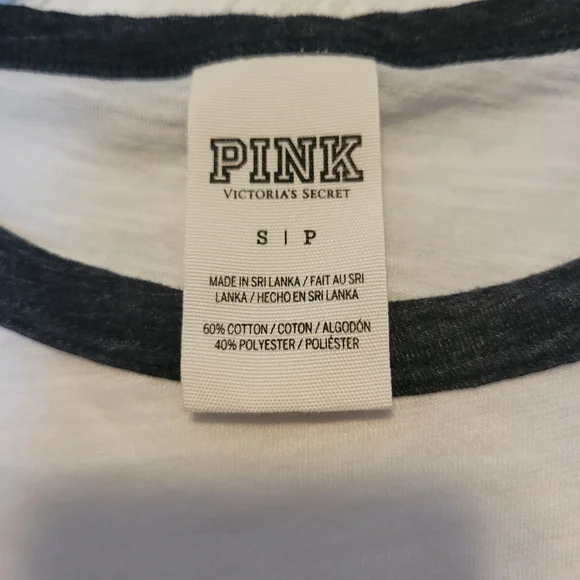 PINK
VICTORIA'S SECRET
S | P
MADE IN SRI LANKA / FAIT AU SRI
LANKA / HECHO EN SRI LANKA
60% COTTON / COTON / ALGODÓN
40% POLYESTER / POLIÉSTER